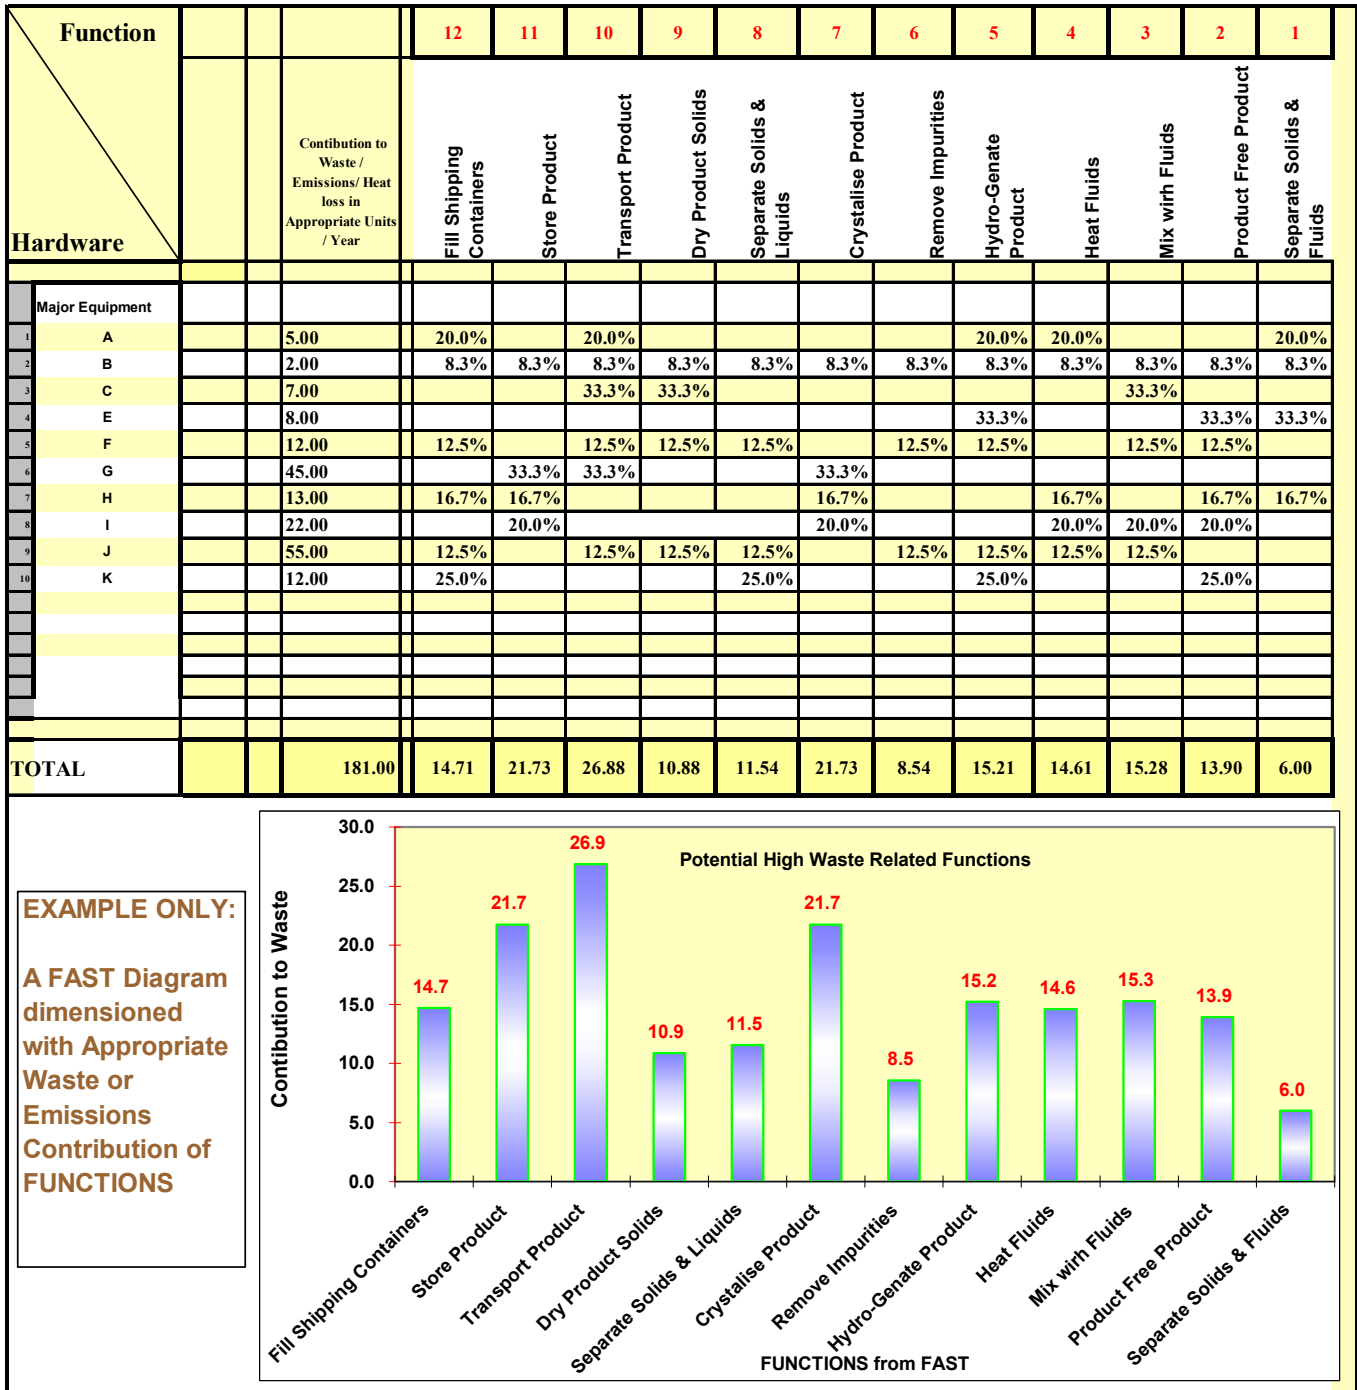 Function
12 11 10 9 8 7 6 5 4 3 2 1
Hardware
Contibution to
Waste /
Emissions/ Heat
loss in
Appropriate Units
/ Year
Fill Shipping
Containers
Store Product
Transport Product
Dry Product Solids
Separate Solids &
Liquids
Crystalise Product
Remove Impurities
Hydro-Genate
Product
Heat Fluids
Mix wirh Fluids
Product Free Product
Separate Solids &
Fluids
Major Equipment
1 A 5.00 20.0% 20.0% 20.0% 20.0% 20.0%
2 B 2.00 8.3% 8.3% 8.3% 8.3% 8.3% 8.3% 8.3% 8.3% 8.3% 8.3% 8.3% 8.3%
3 C 7.00 33.3% 33.3% 33.3%
4 E 8.00 33.3% 33.3% 33.3%
5 F 12.00 12.5% 12.5% 12.5% 12.5% 12.5% 12.5% 12.5% 12.5%
6 G 45.00 33.3% 33.3% 33.3%
7 H 13.00 16.7% 16.7% 16.7% 16.7% 16.7% 16.7%
8 I 22.00 20.0% 20.0% 20.0% 20.0% 20.0%
9 J 55.00 12.5% 12.5% 12.5% 12.5% 12.5% 12.5% 12.5% 12.5%
10 K 12.00 25.0% 25.0% 25.0% 25.0%
TOTAL 181.00 14.71 21.73 26.88 10.88 11.54 21.73 8.54 15.21 14.61 15.28 13.90 6.00
EXAMPLE ONLY:
A FAST Diagram
dimensioned
with Appropriate
Waste or
Emissions
Contribution of
FUNCTIONS
Potential High Waste Related Functions
Contibution to Waste
30.0
25.0
20.0
15.0
10.0
5.0
0.0
14.7
21.7
26.9
10.9
11.5
21.7
8.5
15.2
14.6
15.3
13.9
6.0
Fill Shipping Containers
Store Product
Transport Product
Dry Product Solids
Separate Solids & Liquids
Crystalise Product
Remove Impurities
Hydro-Genate Product
Heat Fluids
Mix wirh Fluids
Product Free Product
Separate Solids & Fluids
FUNCTIONS from FAST